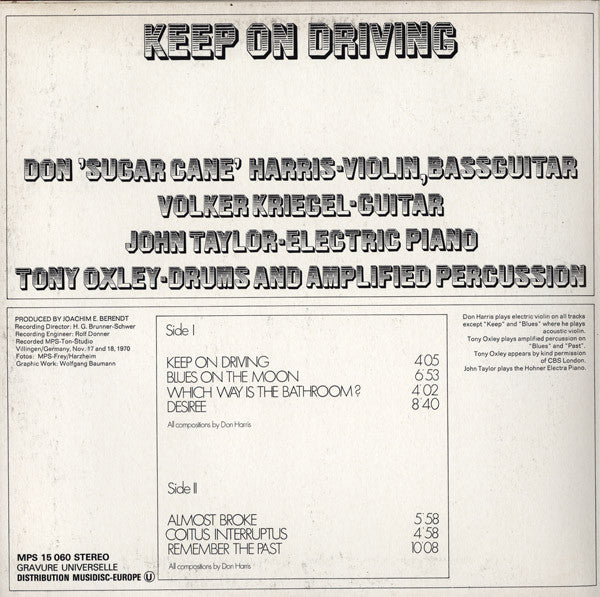 KEEP ON DRIVING
DON 'SUGAR CANE' HARRIS-VIOLIN, BASSGUITAR
VOLKER KRIEGEL-GUITAR
JOHN TAYLOR-ELECTRIC PIANO
TONY OXLEY-DRUMS AND AMPLIFIED PERCUSSION
PRODUCED BY JOACHIM E. BERENDT
Recording Director: H. G. Brunner-Schwer
Recording Engineer: Rolf Donner
Recorded MPS-Ton-Studio
Villingen/Germany, Nov. 17 and 18, 1970
Fotos: MPS-Frey/Harzheim
Graphic Work: Wolfgang Baumann
Side I
KEEP ON DRIVING 4'05
BLUES ON THE MOON 6'53
WHICH WAY IS THE BATHROOM? 4'02
DESIREE 8'40
All compositions by Don Harris
Side II
ALMOST BROKE 5'58
COITUS INTERRUPTUS 4'58
REMEMBER THE PAST 10'08
All compositions by Don Harris
Don Harris plays electric violin on all tracks
except "Keep" and "Blues" where he plays
acoustic violin.
Tony Oxley plays amplified percussion on
"Blues" and "Past".
Tony Oxley appears by kind permission
of CBS London.
John Taylor plays the Hohner Electra Piano.
MPS 15 060 STEREO
GRAVURE UNIVERSELLE
DISTRIBUTION MUSIDISC-EUROPE U